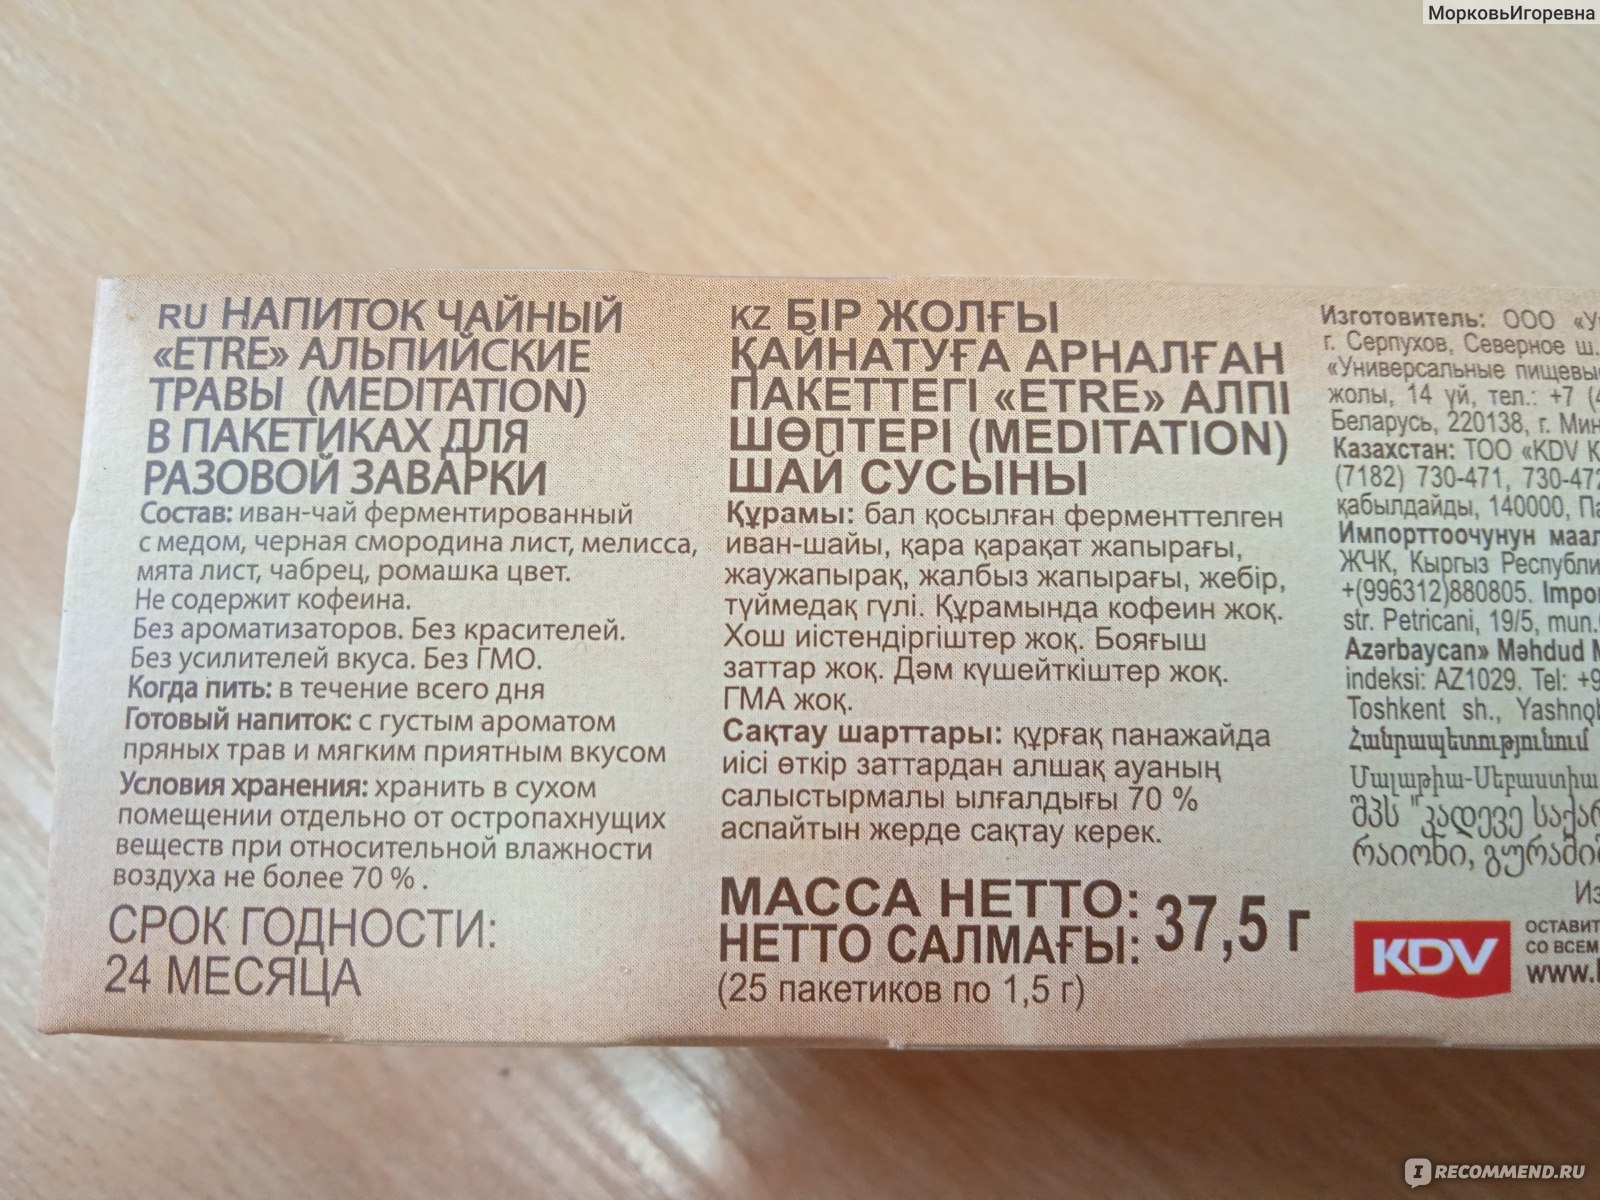 МорковьИгоревна
RU НАПИТОК ЧАЙНЫЙ
«ETRE» АЛЬПИЙСКИЕ
ТРАВЫ (MEDITATION)
В ПАКЕТИКАХ ДЛЯ
РАЗОВОЙ ЗАВАРКИ
Состав: иван-чай ферментированный
с медом, черная смородина лист, мелисса,
мята лист, чабрец, ромашка цвет.
Не содержит кофеина.
Без ароматизаторов. Без красителей.
Без усилителей вкуса. Без ГМО.
Когда пить: в течение всего дня
Готовый напиток: с густым ароматом
пряных трав и мягким приятным вкусом
Условия хранения: хранить в сухом
помещении отдельно от остропахнущих
веществ при относительной влажности
воздуха не более 70 % .
СРОК ГОДНОСТИ:
24 МЕСЯЦА
KZ БІР ЖОЛҒЫ
ҚАЙНАТУҒА АРНАЛҒАН
ПАКЕТТЕГІ «ETRE» АЛПІ
ШӨПТЕРІ (MEDITATION)
ШАЙ СУСЫНЫ
Құрамы: бал қосылған ферменттелген
иван-шайы, қара қарақат жапырағы,
жаужапырақ, жалбыз жапырағы, жебір,
түймедақ гүлі. Құрамында кофеин жоқ.
Хош иістендіргіштер жоқ. Бояғыш
заттар жоқ. Дәм күшейткіштер жоқ.
ГМА жоқ.
Сақтау шарттары: құрғақ панажайда
иісі өткір заттардан алшақ ауаның
салыстырмалы ылғалдығы 70 %
аспайтын жерде сақтау керек.
МАССА НЕТТО:
НЕТТО САЛМАҒЫ: 37,5 г
(25 пакетиков по 1,5 г)
Изготовитель: ООО
г. Серпухов, Северное ш.
«Универсальные
жолы, 14 үй, тел.: +7
Беларусь, 220138, г.
Казахстан: ТОО «KDV
(7182) 730-471,
қабылдайды, 140000,
Импорттоочунун
ЖЧК, Кыргыз
+(996312)880805.
str. Petricani, 19/5, mun.
Azərbaycan» Məhdud
indeksi: AZ1029. Tel:
Toshkent sh.,
Հանրապետությունում
Մալաթիա-Սեբաստիա
შპს "კადევე
რაიონი,
KDV
СО ВСЕМ
IRECOMMEND.RU